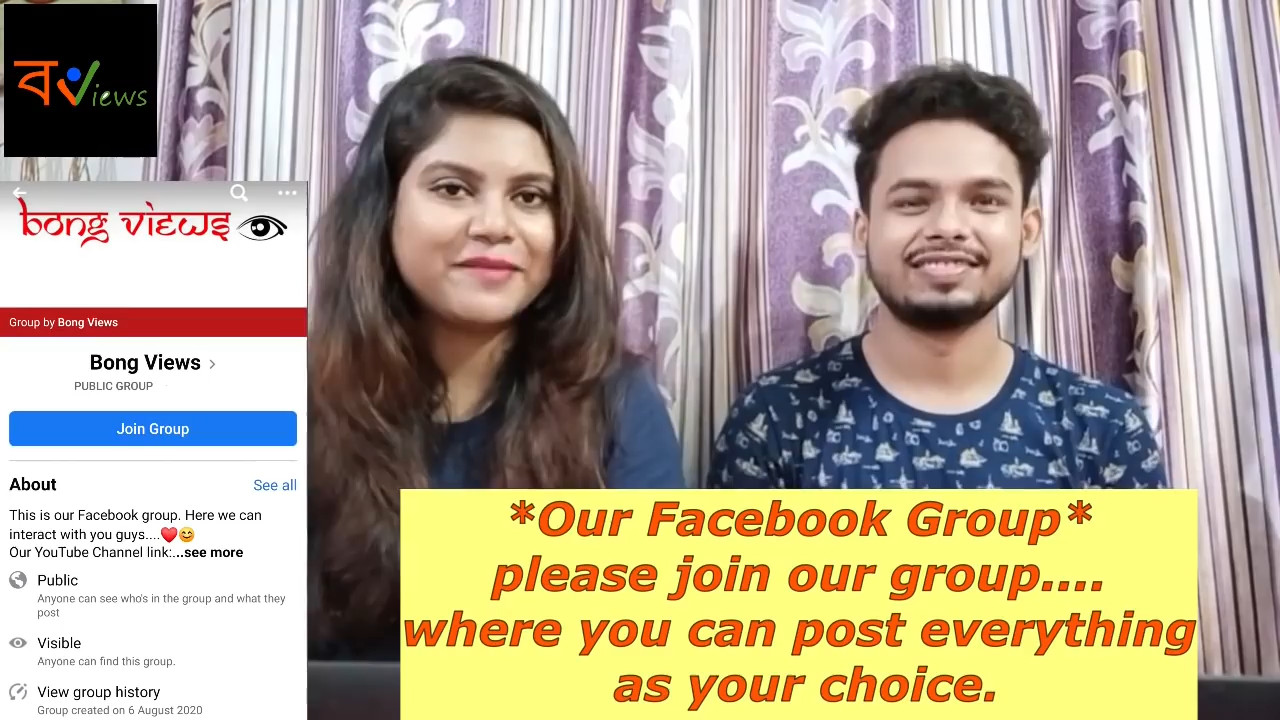 বViews
bong views
Group by Bong Views
Bong Views
PUBLIC GROUP
Join Group
About
See all
This is our Facebook group. Here we can
interact with you guys....❤️😊
Our YouTube Channel link:...see more
Public
Anyone can see who's in the group and what they
post
Visible
Anyone can find this group.
View group history
Group created on 6 August 2020
*Our Facebook Group*
please join our group....
where you can post everything
as your choice.